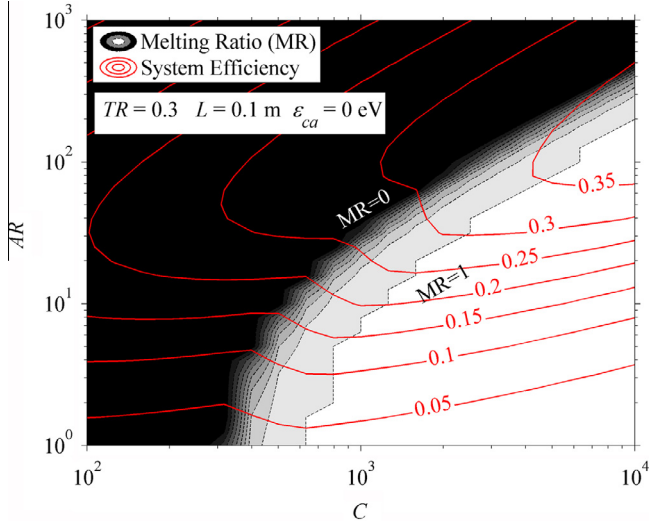 10³
Melting Ratio (MR)
System Efficiency
TR = 0.3 L = 0.1 m ε_ca = 0 eV
10²
AR
MR=0
0.35
0.3
0.25
MR=1
0.2
10¹
0.15
0.1
0.05
10⁰
10² 10³ 10⁴
C